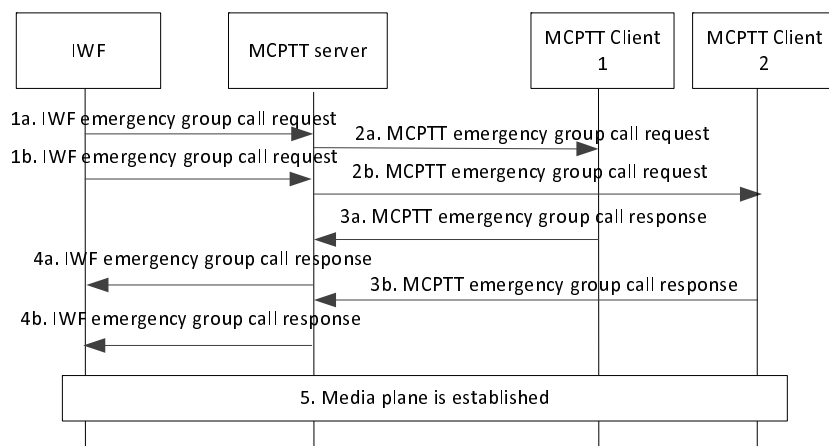 IWF
MCPTT server
MCPTT Client
1
MCPTT Client
2
1a. IWF emergency group call request
2a. MCPTT emergency group call request
1b. IWF emergency group call request
2b. MCPTT emergency group call request
3a. MCPTT emergency group call response
4a. IWF emergency group call response
3b. MCPTT emergency group call response
4b. IWF emergency group call response
5. Media plane is established